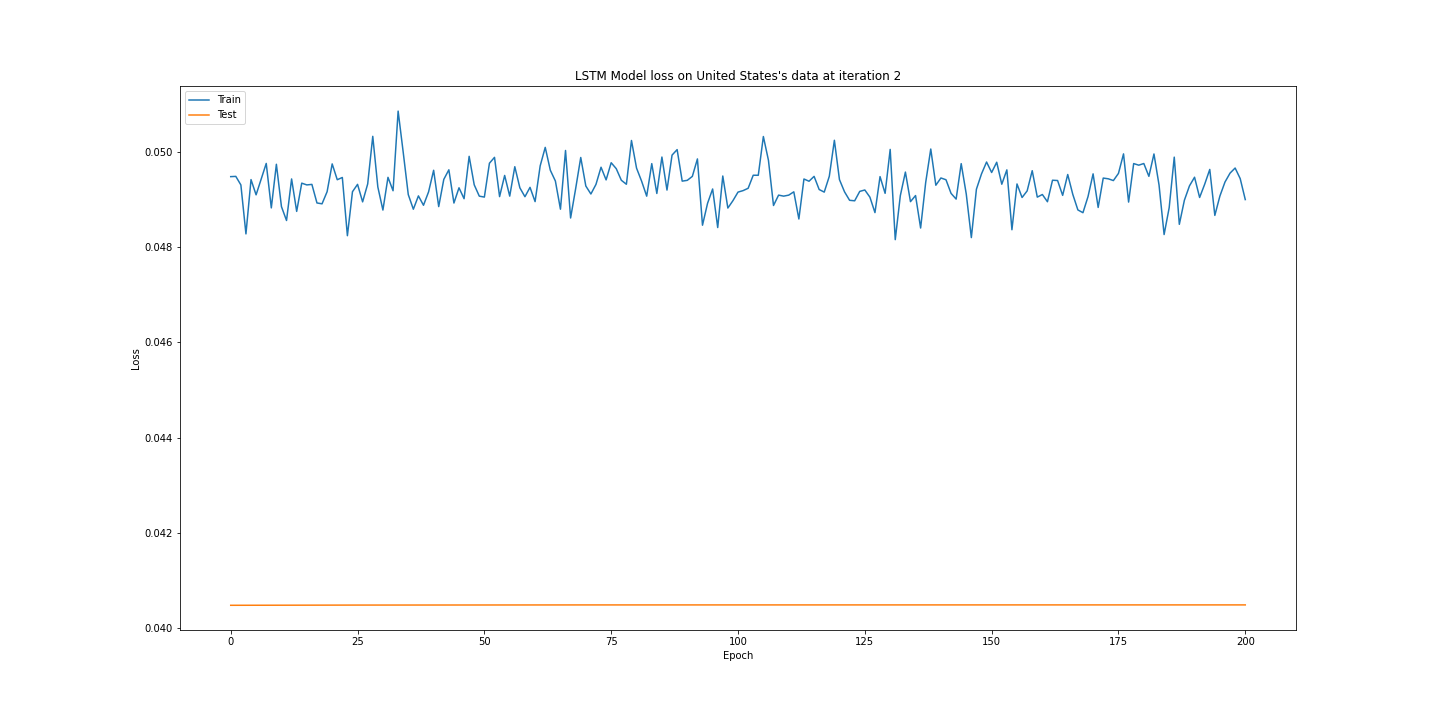 LSTM Model loss on United States's data at iteration 2
Train
Test
0.050
0.048
0.046
0.044
0.042
0.040
Loss
0 25 50 75 100 125 150 175 200
Epoch